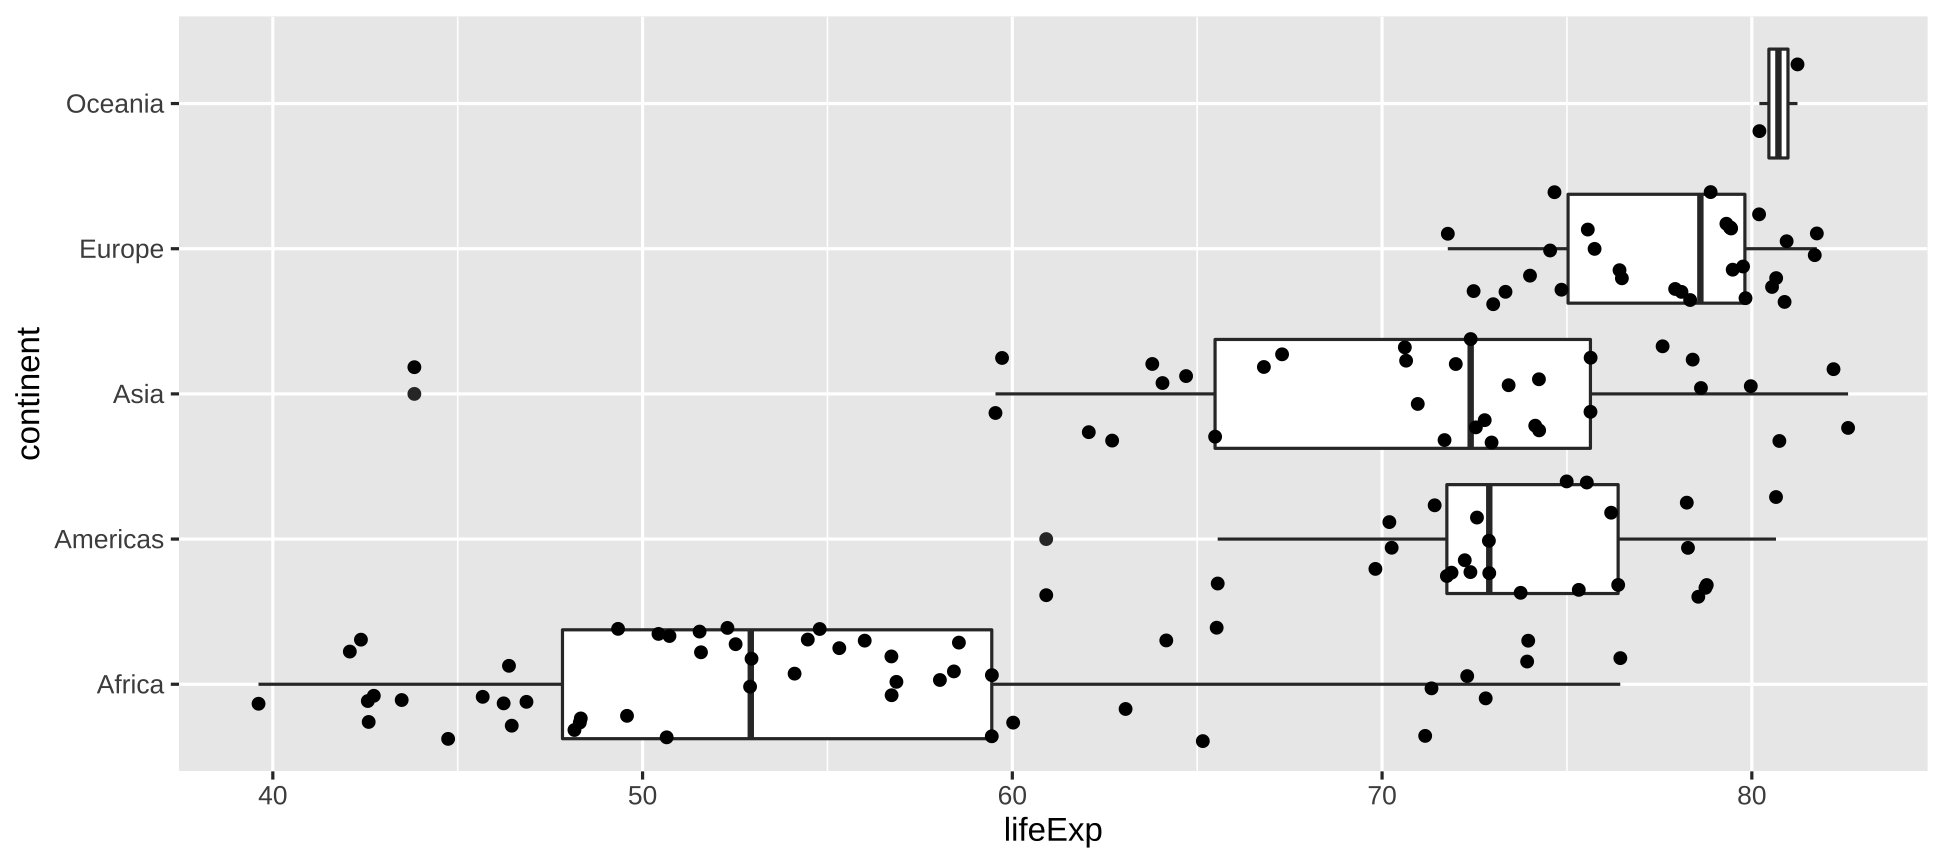 continent
Oceania
Europe
Asia
Americas
Africa
40 50 60 70 80
lifeExp